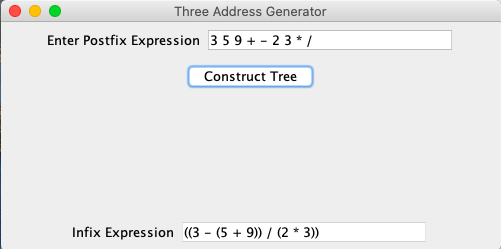 Three Address Generator
Enter Postfix Expression 3 5 9 + - 2 3 * /
Construct Tree
Infix Expression ((3 - (5 + 9)) / (2 * 3))